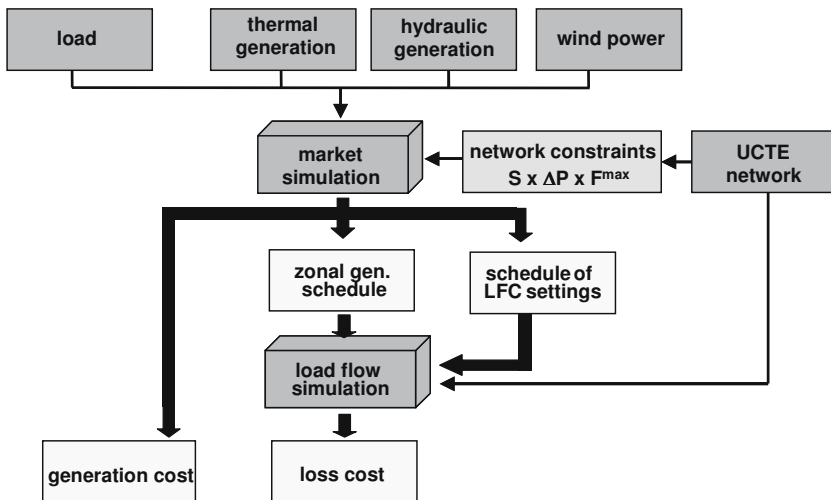 load
thermal
generation
hydraulic
generation
wind power
market
simulation
network constraints
S x ΔP x Fmax
UCTE
network
zonal gen.
schedule
schedule of
LFC settings
load flow
simulation
generation cost
loss cost